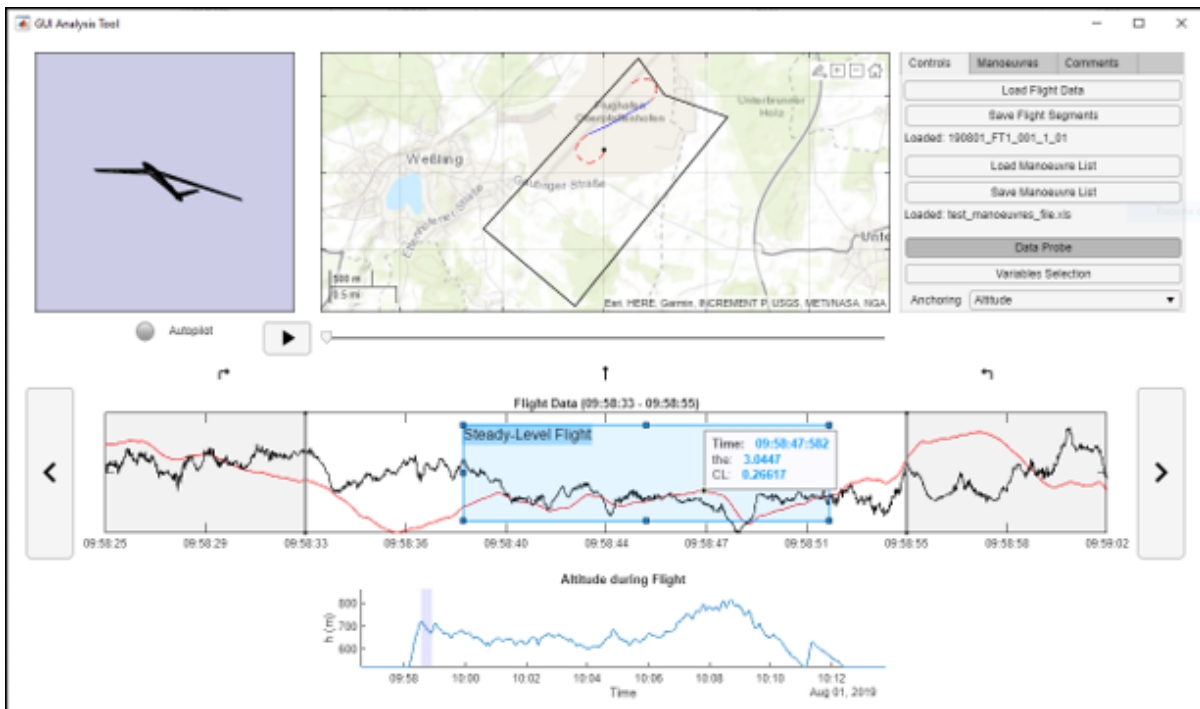 GUI Analysis Tool
Flughafen
Oberpfaffenhofen
Unterbrunner
Holz
Weßling
Gautinger Straße
500 m
0.5 mi
Esri, HERE, Garmin, INCREMENT P, USGS, METI/NASA, NGA
Controls Manoeuvres Comments
Load Flight Data
Save Flight Segments
Loaded: 190801_FT1_001_1_01
Load Manoeuvre List
Save Manoeuvre List
Loaded: test_manoeuvres_file.xls
Data Probe
Variables Selection
Anchoring Altitude
Autopilot
Flight Data (09:58:33 - 09:58:55)
Steady-Level Flight
Time: 09:58:47:582
the: 3.0447
CL: 0.26617
09:58:25 09:58:29 09:58:33 09:58:36 09:58:40 09:58:44 09:58:47 09:58:51 09:58:55 09:58:58 09:59:02
Altitude during Flight
h (m)
800
700
600
09:58 10:00 10:02 10:04 10:06 10:08 10:10 10:12
Time
Aug 01, 2019